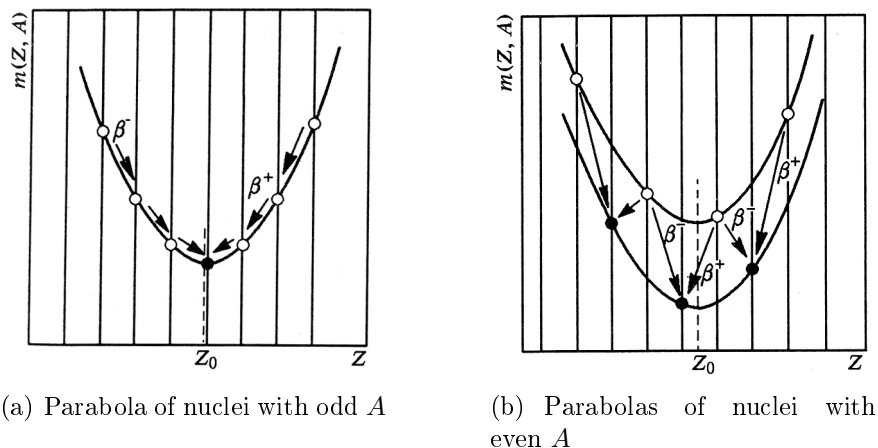 m(Z, A)
β⁻
β⁺
Z₀
Z
(a) Parabola of nuclei with odd A
m(Z, A)
β⁺
β⁻
β⁻
β⁺
Z₀
Z
(b) Parabolas of nuclei with
even A